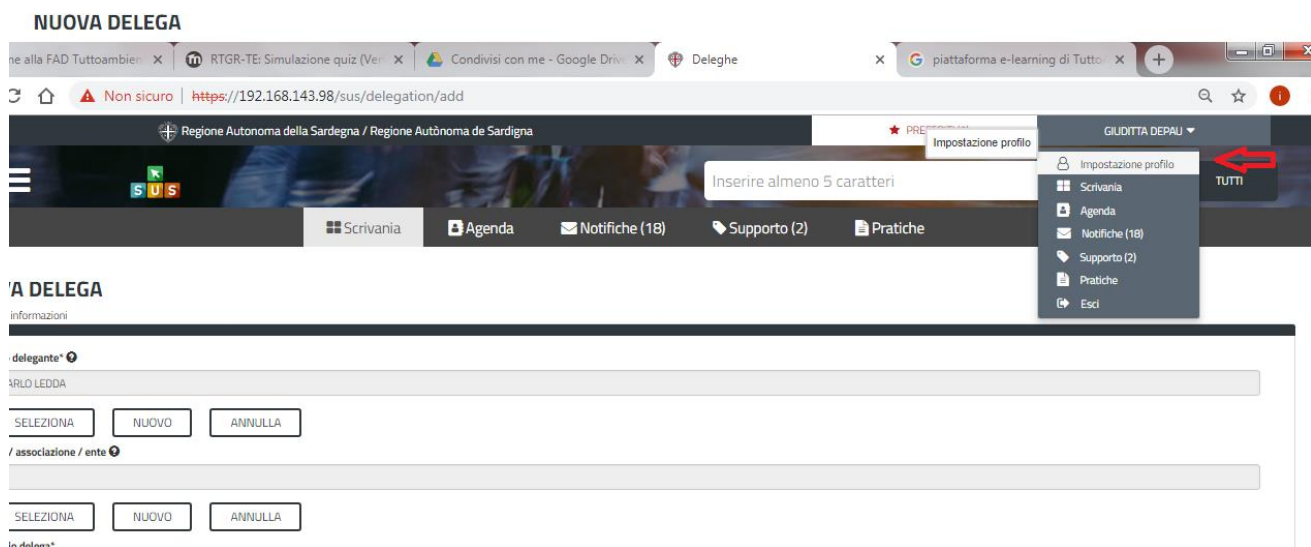 NUOVA DELEGA
ne alla FAD Tuttoambien
RTGR-TE: Simulazione quiz (Ver
Condivisi con me - Google Driv
Deleghe
piattaforma e-learning di Tutto
Non sicuro | https://192.168.143.98/sus/delegation/add
Regione Autonoma della Sardegna / Regione Autònoma de Sardigna
Impostazione profilo
GIUDITTA DEPAU
SUS
Inserire almeno 5 caratteri
TUTTI
Scrivania
Agenda
Notifiche (18)
Supporto (2)
Pratiche
Impostazione profilo
Scrivania
Agenda
Notifiche (18)
Supporto (2)
Pratiche
Esci
'A DELEGA
informazioni
delegante*
ARLO LEDDA
SELEZIONA NUOVO ANNULLA
/ associazione / ente
SELEZIONA NUOVO ANNULLA
delega*